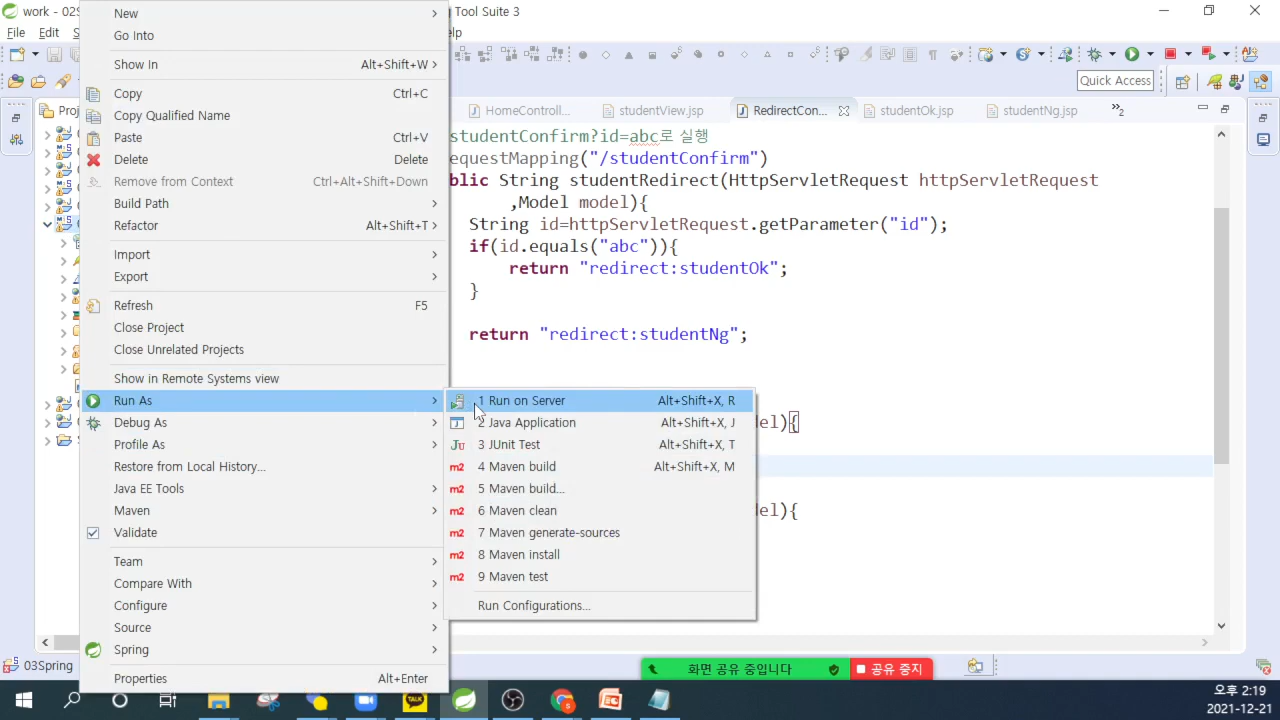 work - 02S
Tool Suite 3
File Edit S
lp
Quick Access
Proj
HomeControll...
studentView.jsp
RedirectCon...
studentOk.jsp
studentNg.jsp
»2
New
Go Into
Show In Alt+Shift+W
Copy Ctrl+C
Copy Qualified Name
Paste Ctrl+V
Delete Delete
Remove from Context Ctrl+Alt+Shift+Down
Build Path
Refactor Alt+Shift+T
Import
Export
Refresh F5
Close Project
Close Unrelated Projects
Show in Remote Systems view
Run As
Debug As
Profile As
Restore from Local History...
Java EE Tools
Maven
Validate
Team
Compare With
Configure
Source
Spring
Properties Alt+Enter
1 Run on Server Alt+Shift+X, R
2 Java Application Alt+Shift+X, J
3 JUnit Test Alt+Shift+X, T
4 Maven build Alt+Shift+X, M
5 Maven build...
6 Maven clean
7 Maven generate-sources
8 Maven install
9 Maven test
Run Configurations...
studentConfirm?id=abc로 실행
equestMapping("/studentConfirm")
blic String studentRedirect(HttpServletRequest httpServletRequest
,Model model){
String id=httpServletRequest.getParameter("id");
if(id.equals("abc")){
return "redirect:studentOk";
}
return "redirect:studentNg";
del){
del){
03Spring
화면 공유 중입니다
공유 중지
TALK
오후 2:19
2021-12-21